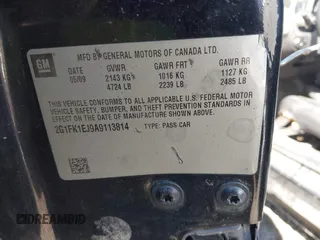 GM
MFD BY GENERAL MOTORS OF CANADA LTD.
DATE GVWR GAWR FRT GAWR RR
05/09 2143 KG 1016 KG 1127 KG
4724 LB 2239 LB 2485 LB
THIS VEHICLE CONFORMS TO ALL APPLICABLE U.S. FEDERAL MOTOR
VEHICLE SAFETY, BUMPER, AND THEFT PREVENTION STANDARDS
IN EFFECT ON THE DATE OF MANUFACTURE SHOWN ABOVE.
2G1FK1EJ9A9113814 TYPE: PASS CAR